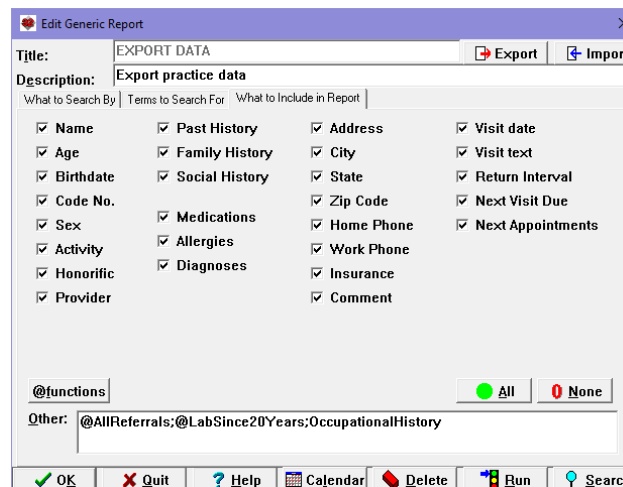 Edit Generic Report
Title: EXPORT DATA Export
Description: Export practice data
What to Search By Terms to Search For What to Include in Report
Name Past History Address Visit date
Age Family History City Visit text
Birthdate Social History State Return Interval
Code No. Zip Code Next Visit Due
Sex Medications Home Phone Next Appointments
Activity Allergies Work Phone
Honorific Diagnoses Insurance
Provider Comment
@functions All None
Other: @AllReferrals;@LabSince20Years;OccupationalHistory
OK Quit ? Help Calendar Delete Run